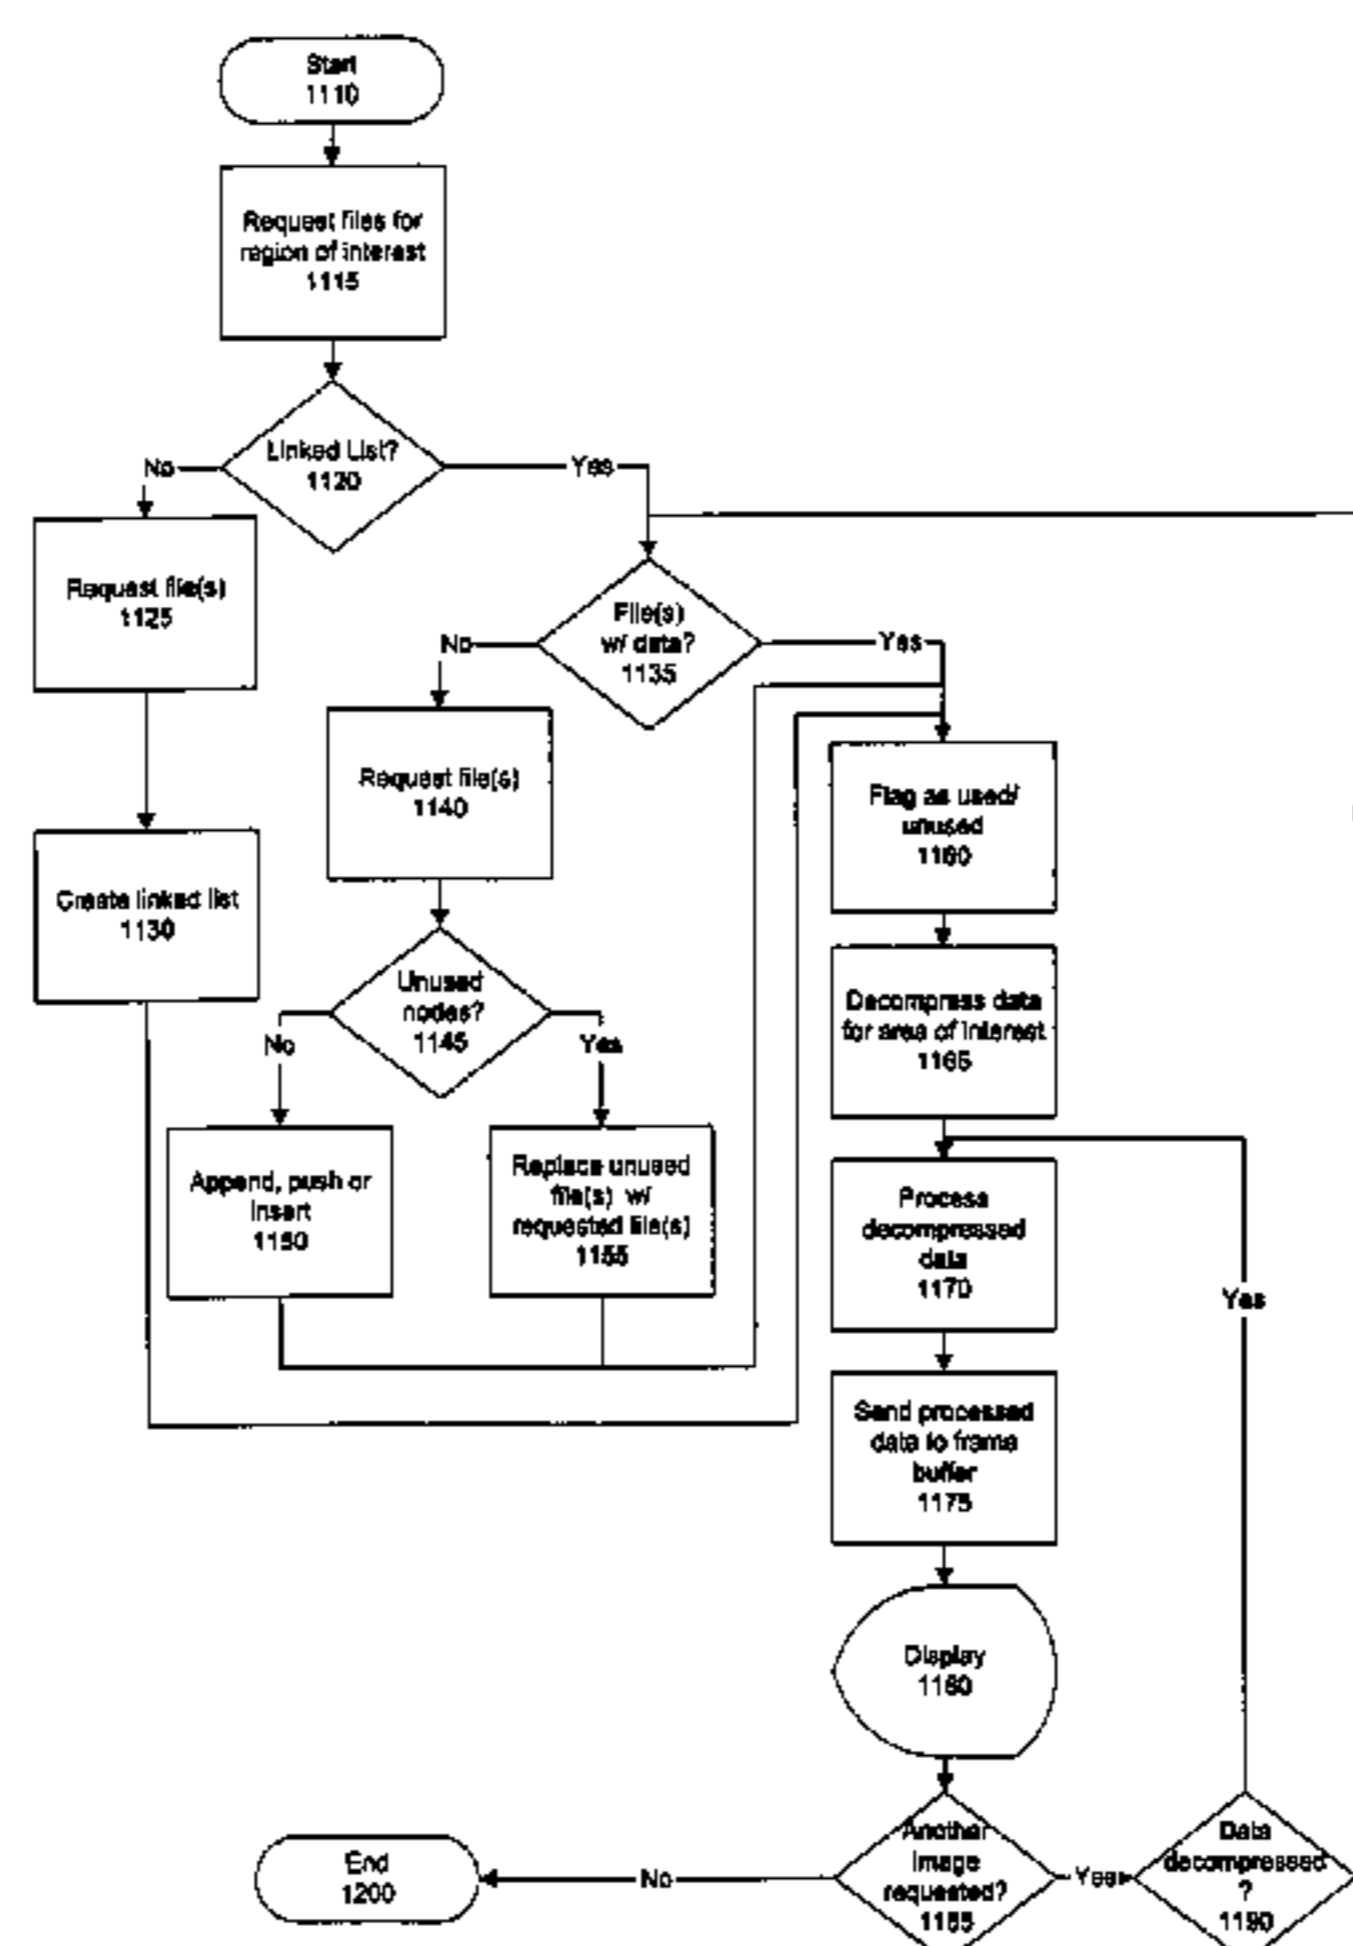 Start
1110
Request files for
region of interest
1115
Linked List?
1120
No
Yes
Request file(s)
1125
File(s)
w/ data?
1135
No
Yes
Request file(s)
1140
Flag as used/
unused
1160
Create linked list
1130
Unused
nodes?
1145
No
Yes
Decompress data
for area of interest
1165
Append, push or
insert
1150
Replace unused
file(s) w/
requested file(s)
1155
Process
decompressed
data
1170
Yes
Send processed
data to frame
buffer
1175
Display
1180
Another
image
requested?
1185
No
Yes
Data
decompressed
?
1190
End
1200